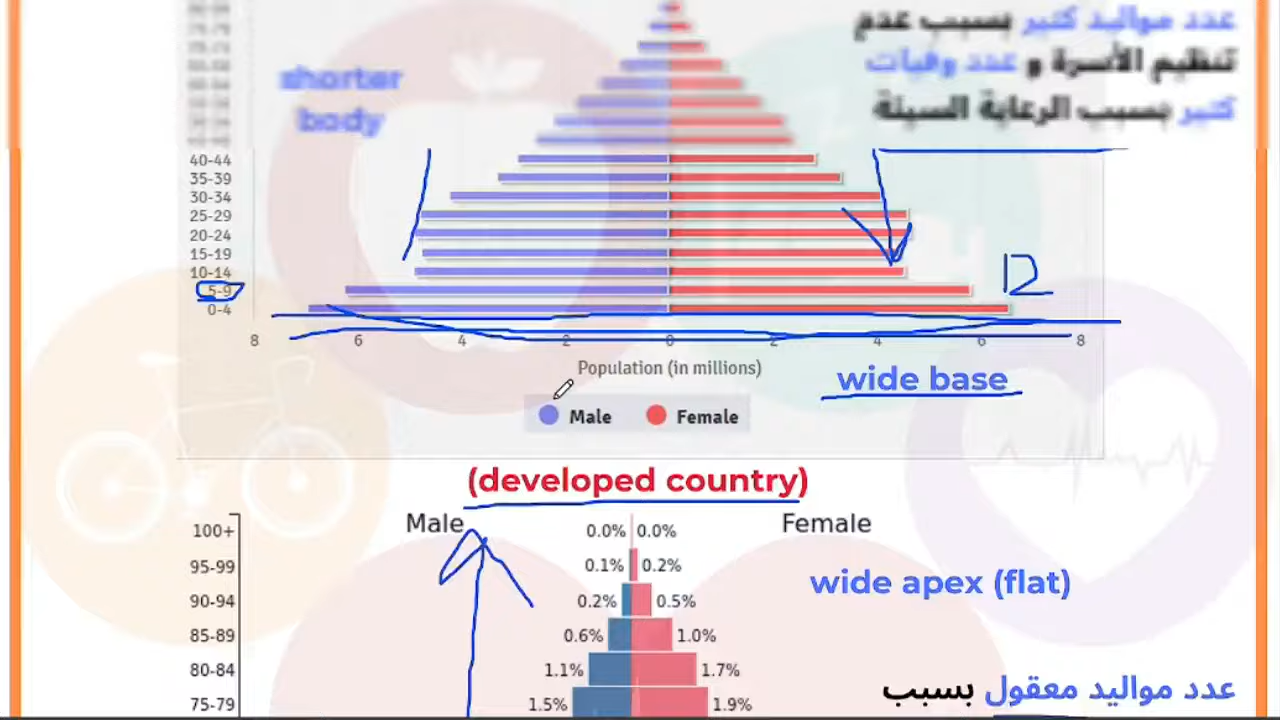 عدد مواليد كتير بسبب عدم
تنظيم الأسرة و عدد وفيات
كتير بسبب الرعاية السيئة
shorter
body
40-44
35-39
30-34
25-29
20-24
15-19
10-14
5-9
0-4
12
8 6 4 2 0 2 4 6 8
Population (in millions)
wide base
Male Female
(developed country)
Male Female
100+ 0.0% 0.0%
95-99 0.1% 0.2%
90-94 0.2% 0.5%
85-89 0.6% 1.0%
80-84 1.1% 1.7%
75-79 1.5% 1.9%
wide apex (flat)
عدد مواليد معقول بسبب